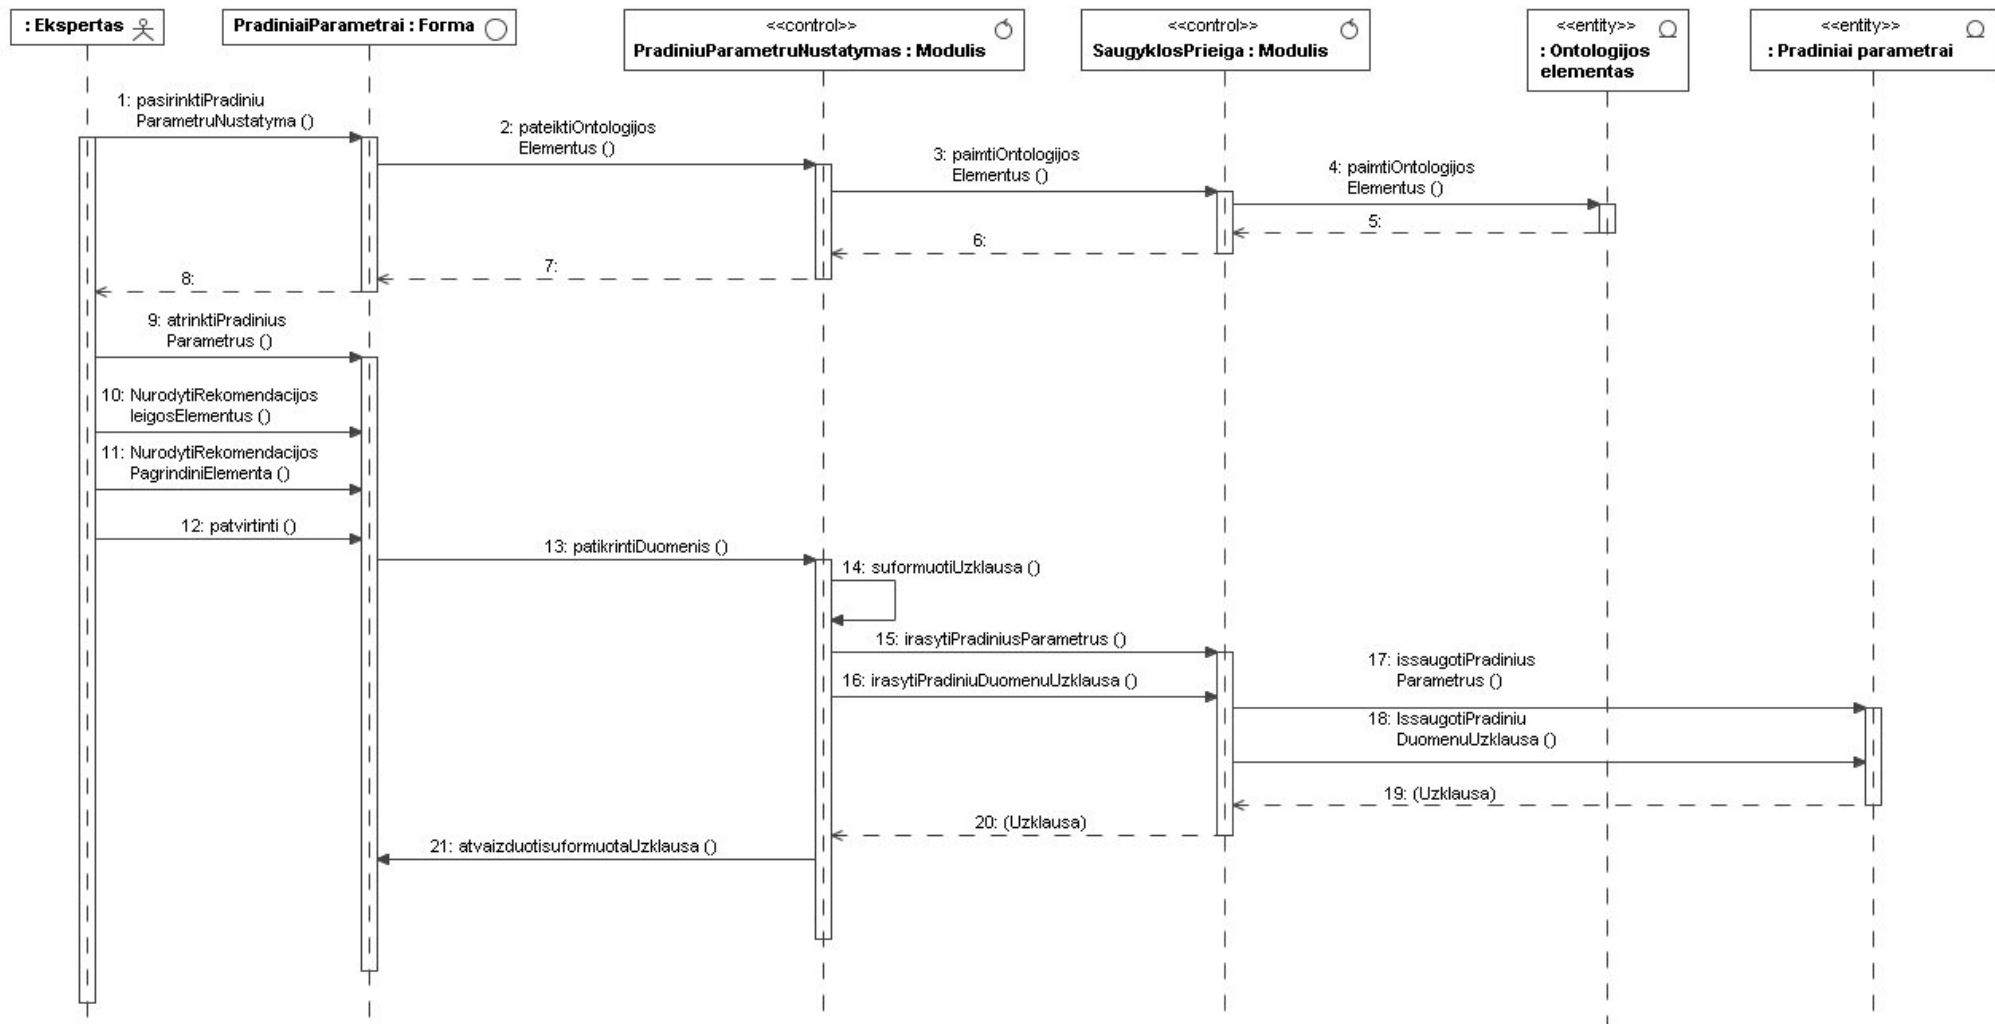 : Ekspertas
PradiniaiParametrai : Forma
<<control>>
PradiniuParametruNustatymas : Modulis
<<control>>
SaugyklosPrieiga : Modulis
<<entity>>
: Ontologijos
elementas
<<entity>>
: Pradiniai parametrai
1: pasirinktiPradiniu
ParametruNustatyma ()
2: pateiktiOntologijos
Elementus ()
3: paimtiOntologijos
Elementus ()
4: paimtiOntologijos
Elementus ()
5:
6:
7:
8:
9: atrinktiPradinius
Parametrus ()
10: NurodytiRekomendacijos
IeigosElementus ()
11: NurodytiRekomendacijos
PagrindiniElementa ()
12: patvirtinti ()
13: patikrintiDuomenis ()
14: suformuotiUzklausa ()
15: irasytiPradiniusParametrus ()
16: irasytiPradiniuDuomenuUzklausa ()
17: issaugotiPradinius
Parametrus ()
18: IssaugotiPradiniu
DuomenuUzklausa ()
19: (Uzklausa)
20: (Uzklausa)
21: atvaizduotisuformuotaUzklausa ()